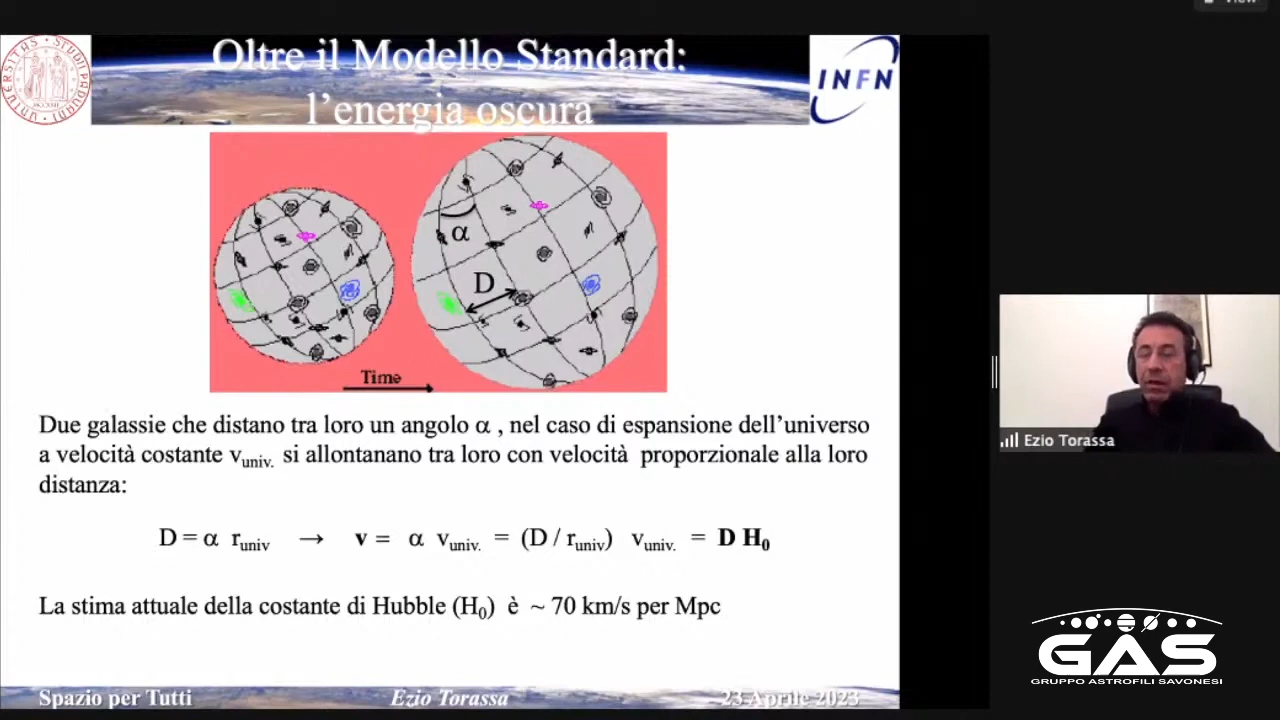 View
Oltre il Modello Standard:
l'energia oscura
INFN
α
D
Time
Due galassie che distano tra loro un angolo α , nel caso di espansione dell'universo
a velocità costante vuniv. si allontanano tra loro con velocità proporzionale alla loro
distanza:
D = α runiv → v = α vuniv. = (D / runiv) vuniv. = D H0
La stima attuale della costante di Hubble (H0) è ~ 70 km/s per Mpc
Ezio Torassa
GAS
GRUPPO ASTROFILI SAVONESI
Spazio per Tutti Ezio Torassa 23 Aprile 2023